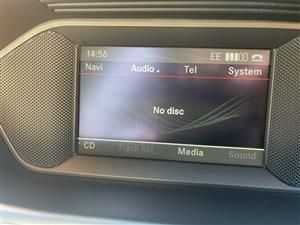 14:56 EE
Navi Audio Tel System
No disc
CD Track list Media Sound